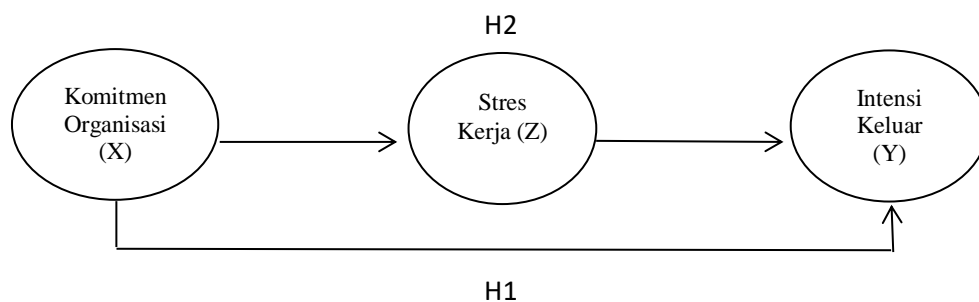 H2
Komitmen
Organisasi
(X)
Stres
Kerja (Z)
Intensi
Keluar
(Y)
H1